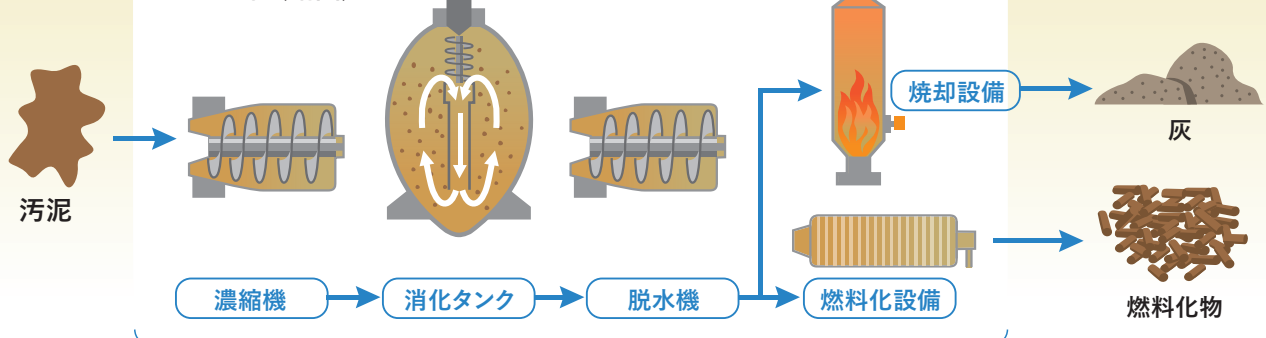 焼却設備
灰
汚泥
濃縮機
消化タンク
脱水機
燃料化設備
燃料化物